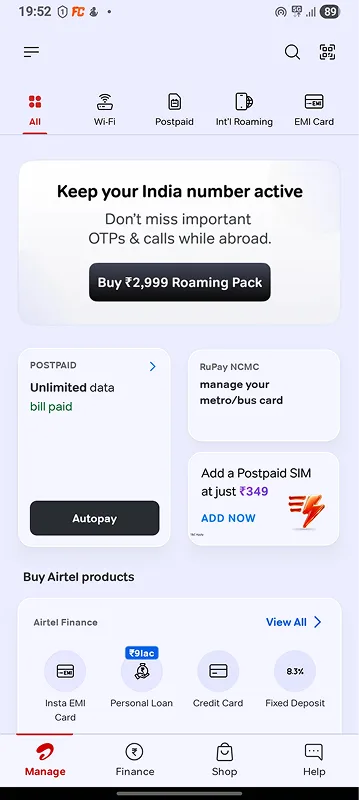 19:52 FC 5G 89
All
Wi-Fi
Postpaid
Int'l Roaming
EMI Card
Keep your India number active
Don't miss important
OTPs & calls while abroad.
Buy ₹2,999 Roaming Pack
POSTPAID
Unlimited data
bill paid
Autopay
RuPay NCMC
manage your
metro/bus card
Add a Postpaid SIM
at just ₹349
ADD NOW
Buy Airtel products
Airtel Finance
View All
EMI
Insta EMI
Card
₹9lac
Personal Loan
Credit Card
8.3%
Fixed Deposit
Manage
Finance
Shop
Help